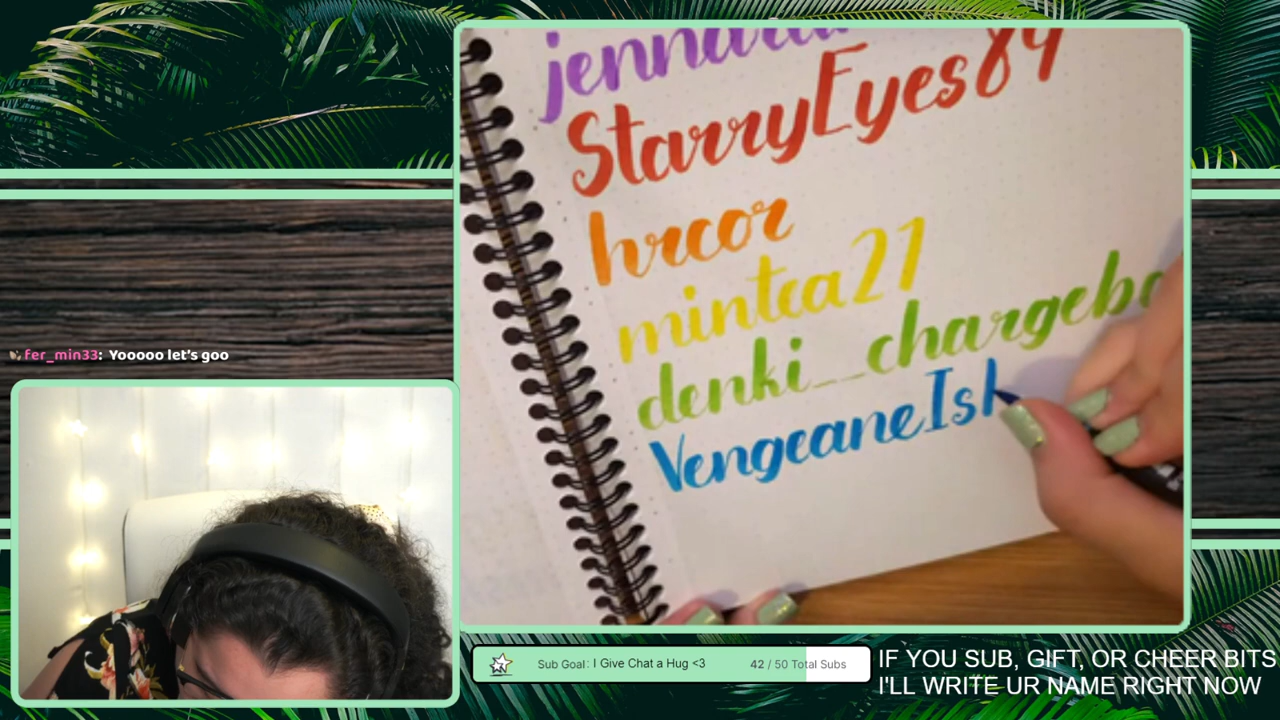 StarryEyes84
hrcor
mintea21
denki__chargebo
VengeaneIsh
fer_min33: Yooooo let's goo
Sub Goal: I Give Chat a Hug <3
42 / 50 Total Subs
IF YOU SUB, GIFT, OR CHEER BITS
I'LL WRITE UR NAME RIGHT NOW